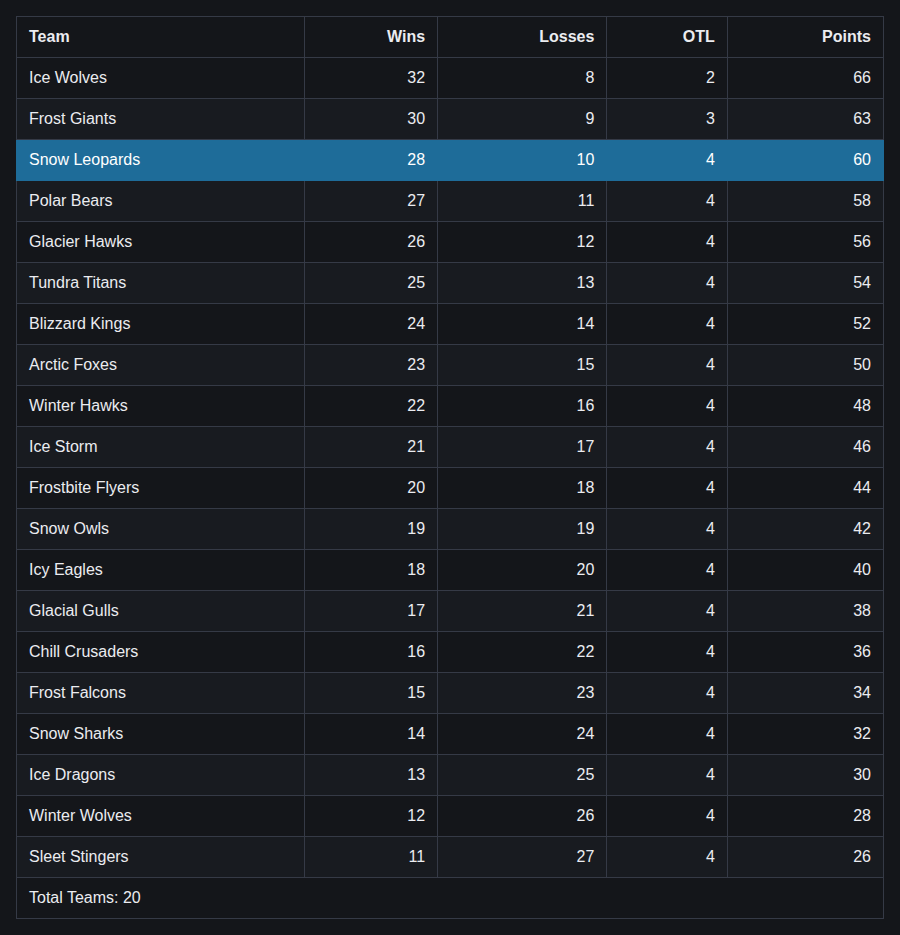 Team Wins Losses OTL Points
Ice Wolves 32 8 2 66
Frost Giants 30 9 3 63
Snow Leopards 28 10 4 60
Polar Bears 27 11 4 58
Glacier Hawks 26 12 4 56
Tundra Titans 25 13 4 54
Blizzard Kings 24 14 4 52
Arctic Foxes 23 15 4 50
Winter Hawks 22 16 4 48
Ice Storm 21 17 4 46
Frostbite Flyers 20 18 4 44
Snow Owls 19 19 4 42
Icy Eagles 18 20 4 40
Glacial Gulls 17 21 4 38
Chill Crusaders 16 22 4 36
Frost Falcons 15 23 4 34
Snow Sharks 14 24 4 32
Ice Dragons 13 25 4 30
Winter Wolves 12 26 4 28
Sleet Stingers 11 27 4 26
Total Teams: 20